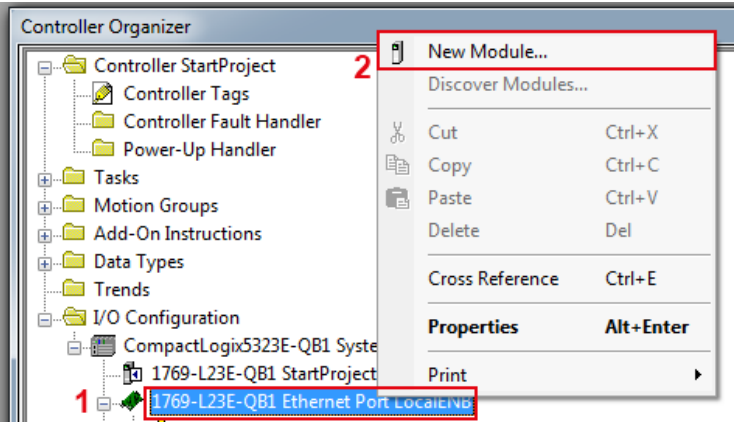 Controller Organizer
Controller StartProject
Controller Tags
Controller Fault Handler
Power-Up Handler
Tasks
Motion Groups
Add-On Instructions
Data Types
Trends
I/O Configuration
CompactLogix5323E-QB1 Syste
1769-L23E-QB1 StartProject
1 1769-L23E-QB1 Ethernet Port LocalENB
2 New Module...
Discover Modules...
Cut Ctrl+X
Copy Ctrl+C
Paste Ctrl+V
Delete Del
Cross Reference Ctrl+E
Properties Alt+Enter
Print